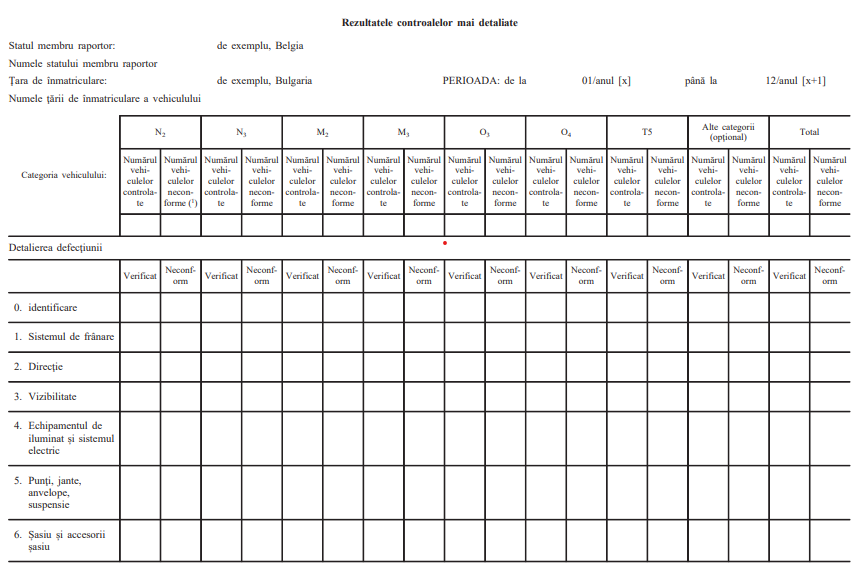 Rezultatele controalelor mai detaliate
Statul membru raportor: de exemplu, Belgia
Numele statului membru raportor
Țara de înmatriculare: de exemplu, Bulgaria PERIOADA: de la 01/anul [x] până la 12/anul [x+1]
Numele țării de înmatriculare a vehiculului
N2 N3 M2 M3 O3 O4 T5 Alte categorii (opțional) Total
Categoria vehiculului:
Numărul Numărul Numărul Numărul Numărul Numărul Numărul Numărul Numărul Numărul Numărul Numărul Numărul Numărul Numărul Numărul Numărul Numărul
vehi- vehi- vehi- vehi- vehi- vehi- vehi- vehi- vehi- vehi- vehi- vehi- vehi- vehi- vehi- vehi- vehi- vehi-
culelor culelor culelor culelor culelor culelor culelor culelor culelor culelor culelor culelor culelor culelor culelor culelor culelor culelor
controla- necon- controla- necon- controla- necon- controla- necon- controla- necon- controla- necon- controla- necon- controla- necon- controla- necon-
te forme (1) te forme te forme te forme te forme te forme te forme te forme te forme
Detalierea defecțiunii
Verificat Neconf- Verificat Neconf- Verificat Neconf- Verificat Neconf- Verificat Neconf- Verificat Neconf- Verificat Neconf- Verificat Neconf- Verificat Neconf-
orm orm orm orm orm orm orm orm orm
0. identificare
1. Sistemul de frânare
2. Direcție
3. Vizibilitate
4. Echipamentul de
iluminat și sistemul
electric
5. Punți, jante,
anvelope,
suspensie
6. Șasiu și accesorii
șasiu